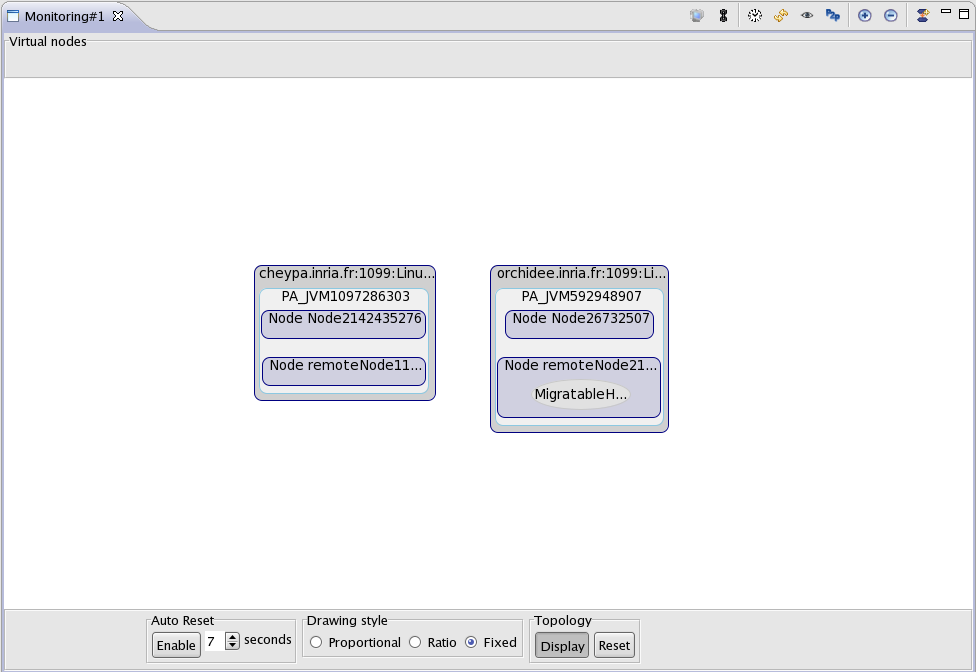 Monitoring#1
P2P
Virtual nodes
cheypa.inria.fr:1099:Linu...
PA_JVM1097286303
Node Node2142435276
Node remoteNode11...
orchidee.inria.fr:1099:Li...
PA_JVM592948907
Node Node26732507
Node remoteNode21...
MigratableH...
Auto Reset
Enable 7 seconds
Drawing style
Proportional Ratio Fixed
Topology
Display Reset